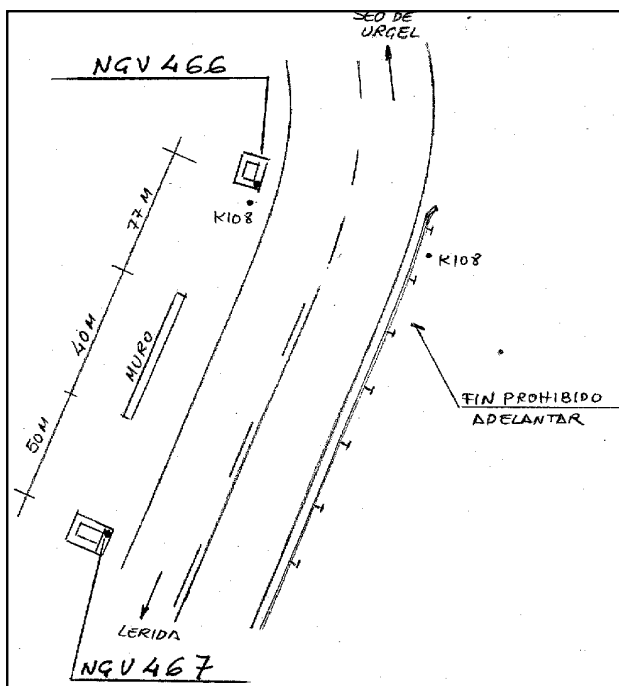 SEO DE
URGEL
NGV 466
77 M
K108
K108
40 M
MURO
FIN PROHIBIDO
ADELANTAR
50 M
LERIDA
NGV 467